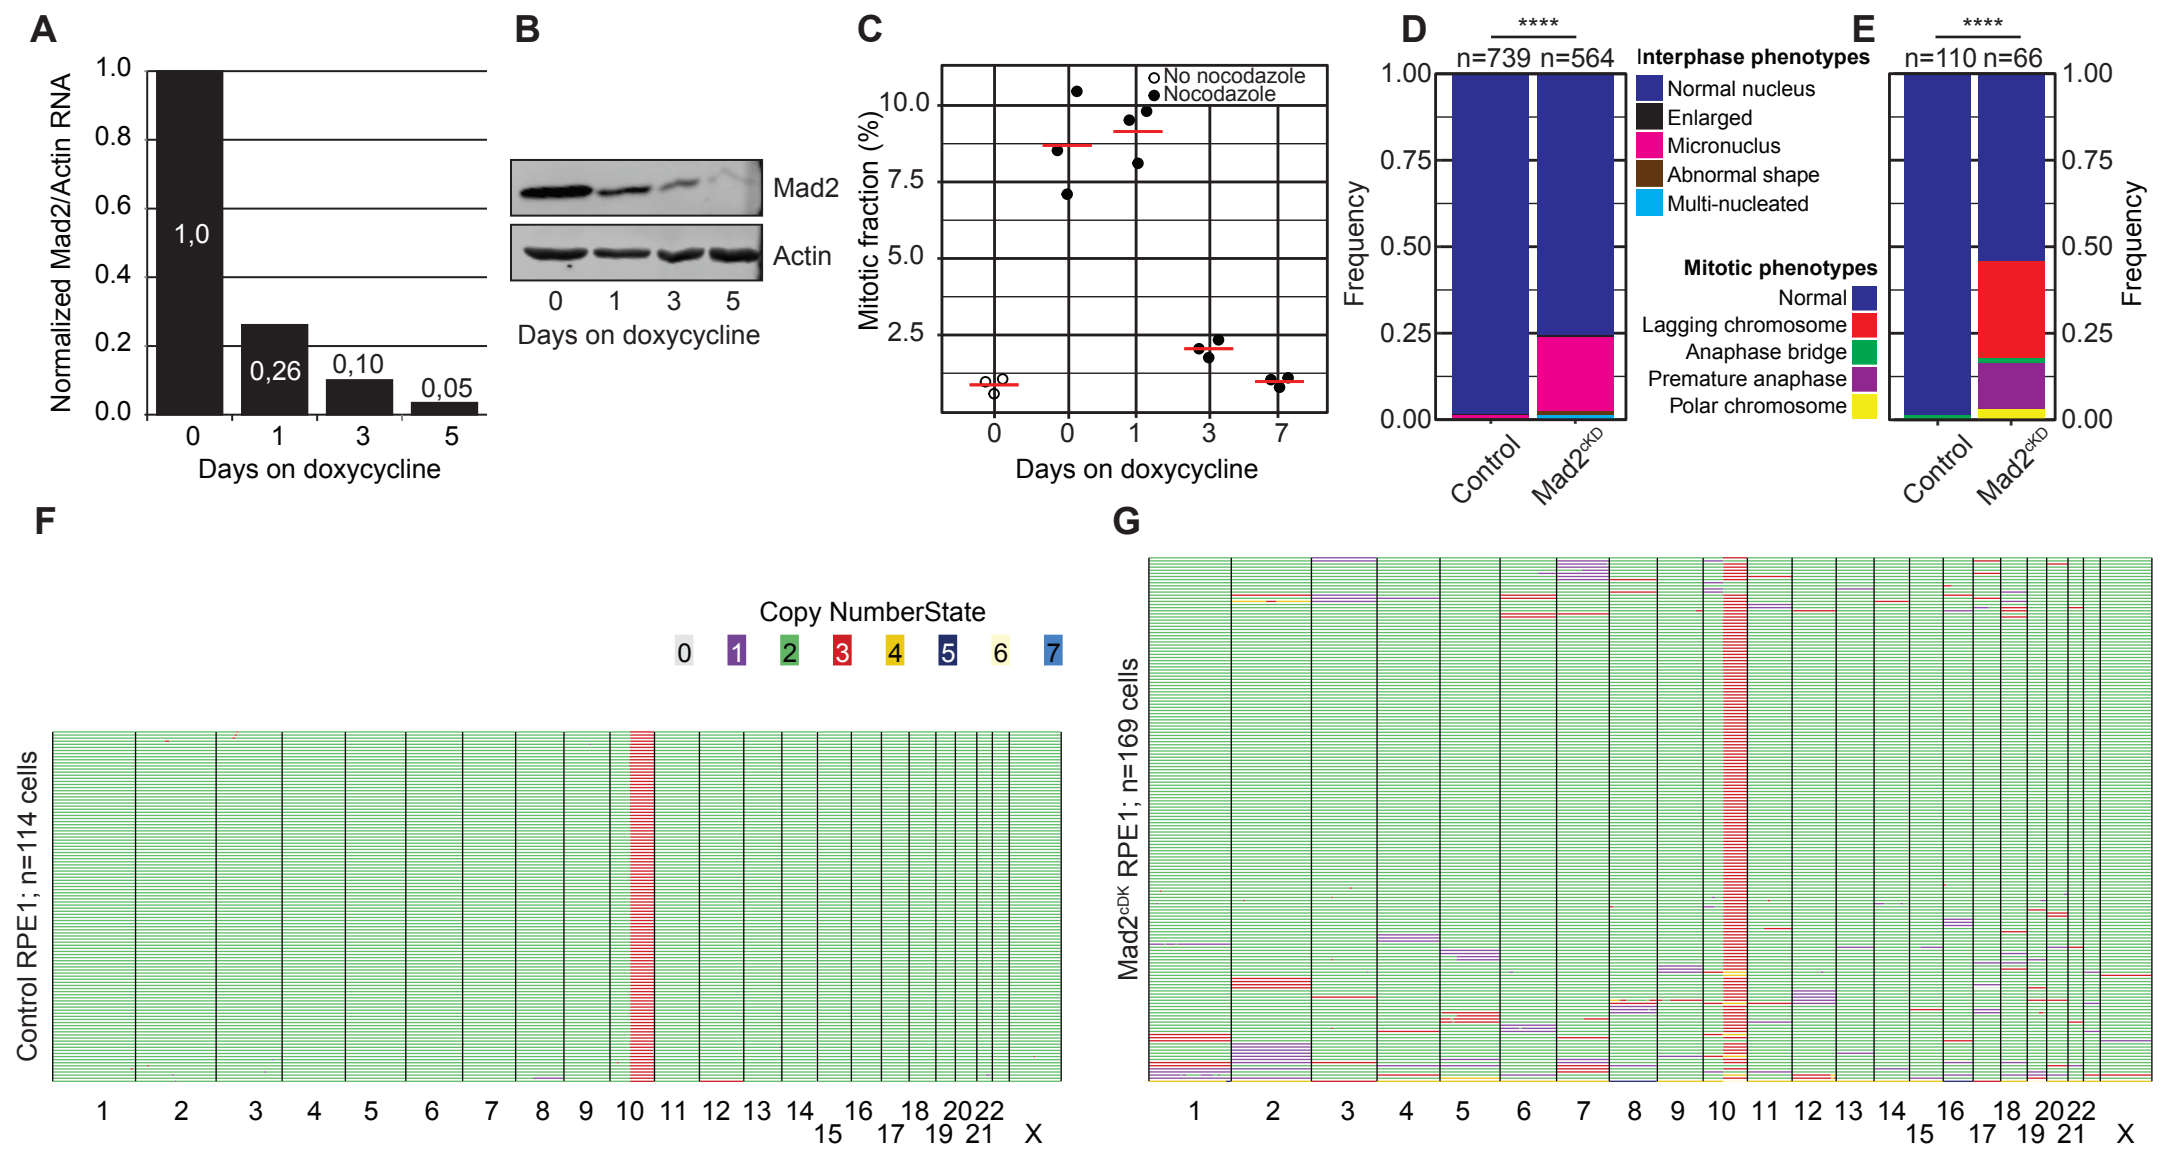 A
Normalized Mad2/Actin RNA
1.0
0.8
0.6
0.4
0.2
0.0
1,0
0,26
0,10
0,05
0 1 3 5
Days on doxycycline
B
Mad2
Actin
0 1 3 5
Days on doxycycline
C
Mitotic fraction (%)
10.0
7.5
5.0
2.5
No nocodazole
Nocodazole
0 0 1 3 7
Days on doxycycline
D
****
n=739 n=564
Frequency
1.00
0.75
0.50
0.25
0.00
Control
Mad2cKD
Interphase phenotypes
Normal nucleus
Enlarged
Micronuclus
Abnormal shape
Multi-nucleated
Mitotic phenotypes
Normal
Lagging chromosome
Anaphase bridge
Premature anaphase
Polar chromosome
E
****
n=110 n=66
1.00
0.75
0.50
0.25
0.00
Frequency
Control
Mad2cKD
F
Copy NumberState
0 1 2 3 4 5 6 7
Control RPE1; n=114 cells
1 2 3 4 5 6 7 8 9 10 11 12 13 14 16 18 20 22
15 17 19 21 X
G
Mad2cDK RPE1; n=169 cells
1 2 3 4 5 6 7 8 9 10 11 12 13 14 16 18 20 22
15 17 19 21 X